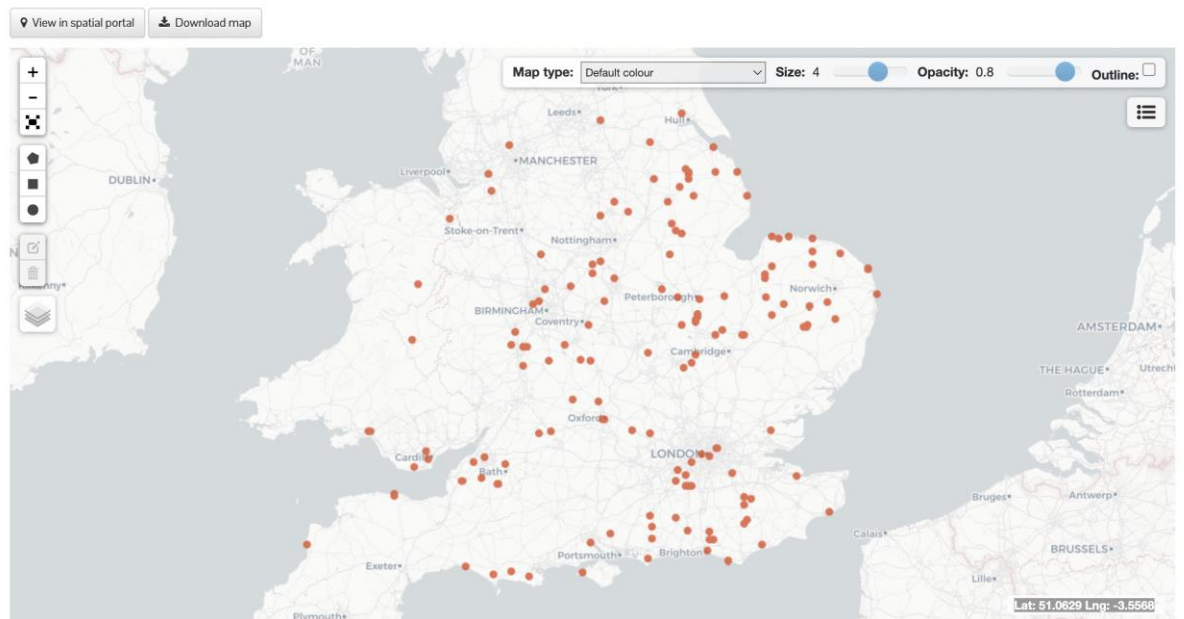 View in spatial portal
Download map
OF
MAN
Map type: Default colour Size: 4 Opacity: 0.8 Outline:
Leeds
Hull
MANCHESTER
Liverpool
DUBLIN
Stoke-on-Trent
Nottingham
Norwich
Peterborough
BIRMINGHAM
Coventry
AMSTERDAM
Cambridge
THE HAGUE
Utrech
Rotterdam
Oxford
LONDON
Cardiff
Bath
Bruges
Antwerp
Calais
BRUSSELS
Portsmouth
Brighton
Exeter
Lille
Lat: 51.0629 Lng: -3.5568
Plymouth